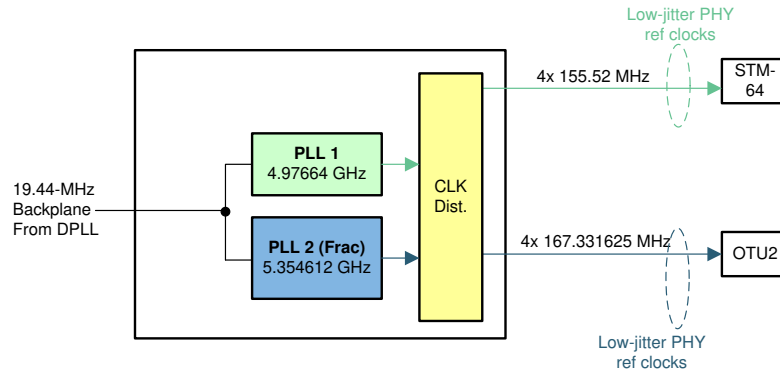 Low-jitter PHY
ref clocks
4x 155.52 MHz
STM-
64
PLL 1
4.97664 GHz
19.44-MHz
Backplane
From DPLL
CLK
Dist.
PLL 2 (Frac)
5.354612 GHz
4x 167.331625 MHz
OTU2
Low-jitter PHY
ref clocks